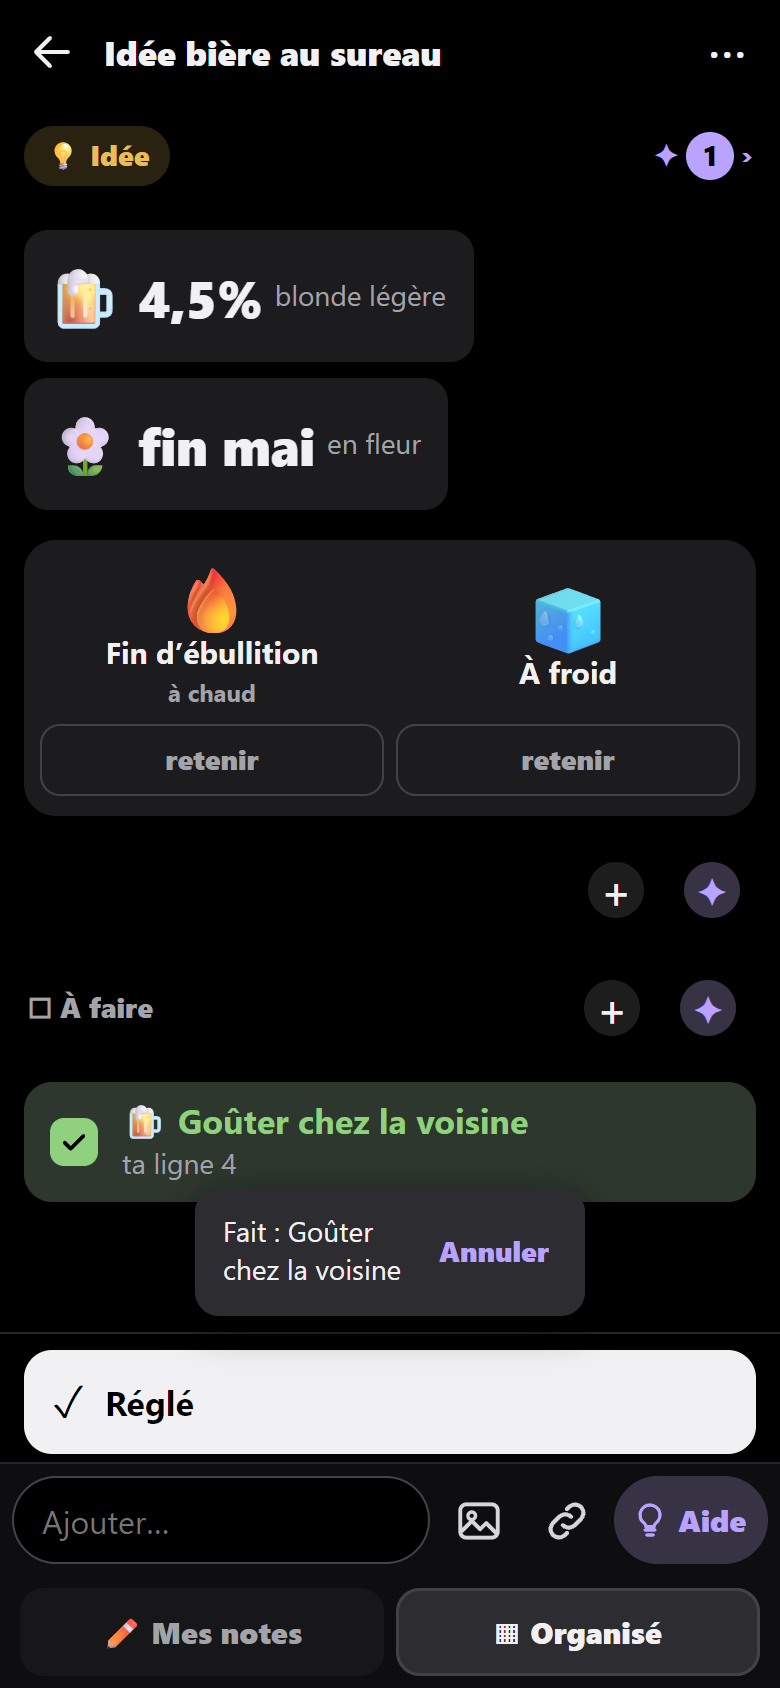 Idée bière au sureau
Idée
1
4,5% blonde légère
fin mai en fleur
Fin d’ébullition
à chaud
À froid
retenir
retenir
À faire
Goûter chez la voisine
ta ligne 4
Fait : Goûter
chez la voisine
Annuler
Réglé
Ajouter...
Aide
Mes notes
Organisé